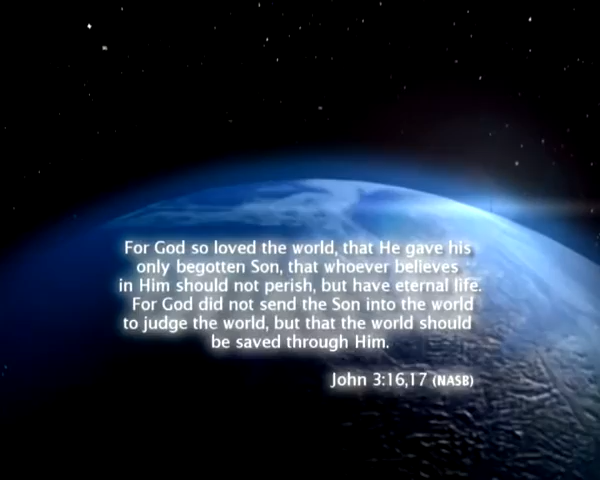 For God so loved the world, that He gave his
only begotten Son, that whoever believes
in Him should not perish, but have eternal life.
For God did not send the Son into the world
to judge the world, but that the world should
be saved through Him.
John 3:16,17 (NASB)